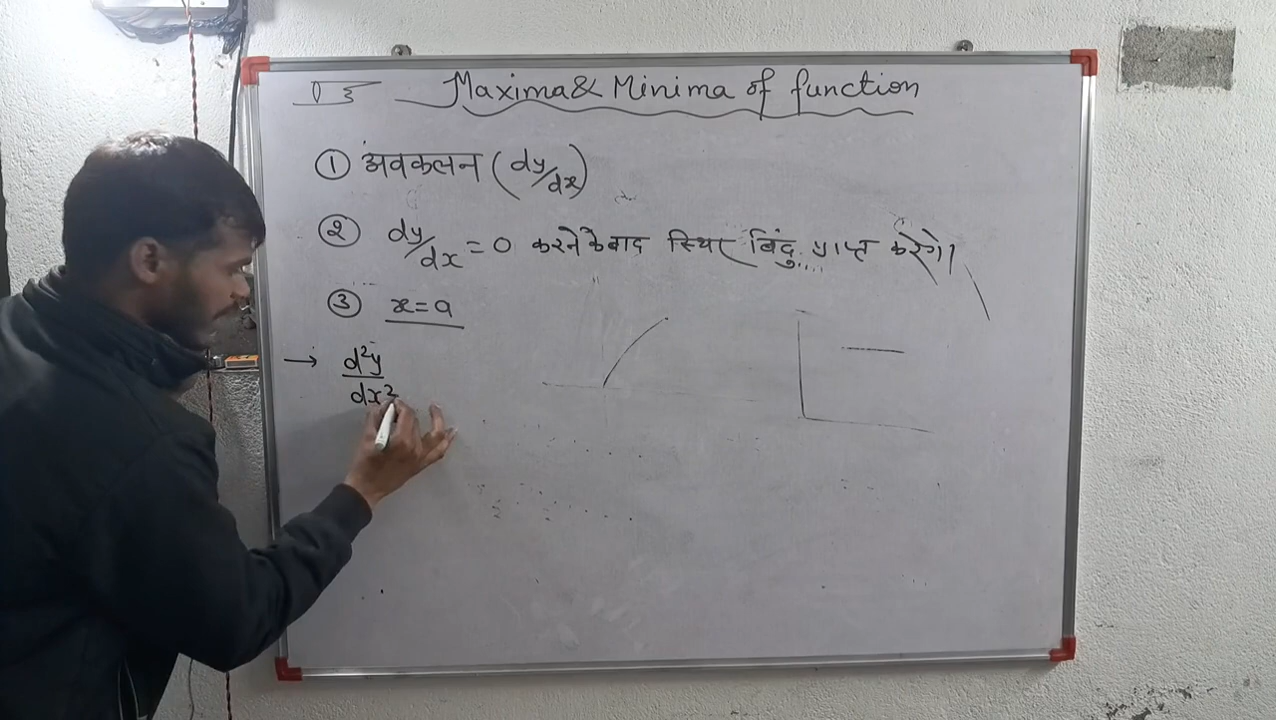 Maxima & Minima of function
① अवकलन (dy/dx)
② dy/dx = 0 करने के बाद स्थिर बिंदु प्राप्त करेंगे।
③ x = a
→ d²y/dx²